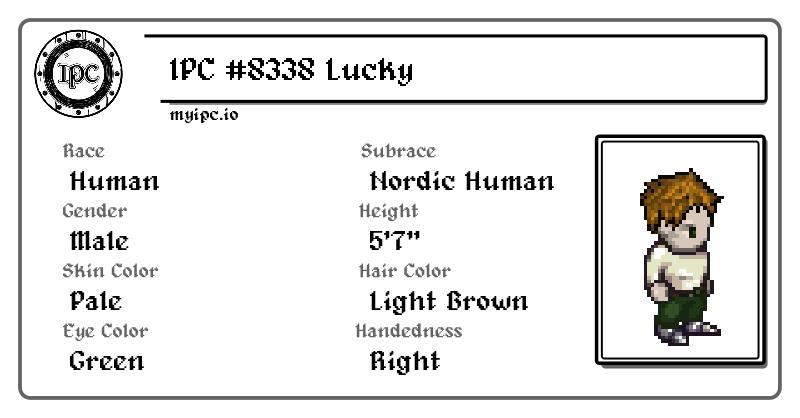 IPC
IPC #8338 Lucky
myipc.io
Race
Human
Subrace
Nordic Human
Gender
Male
Height
5'7"
Skin Color
Pale
Hair Color
Light Brown
Eye Color
Green
Handedness
Right